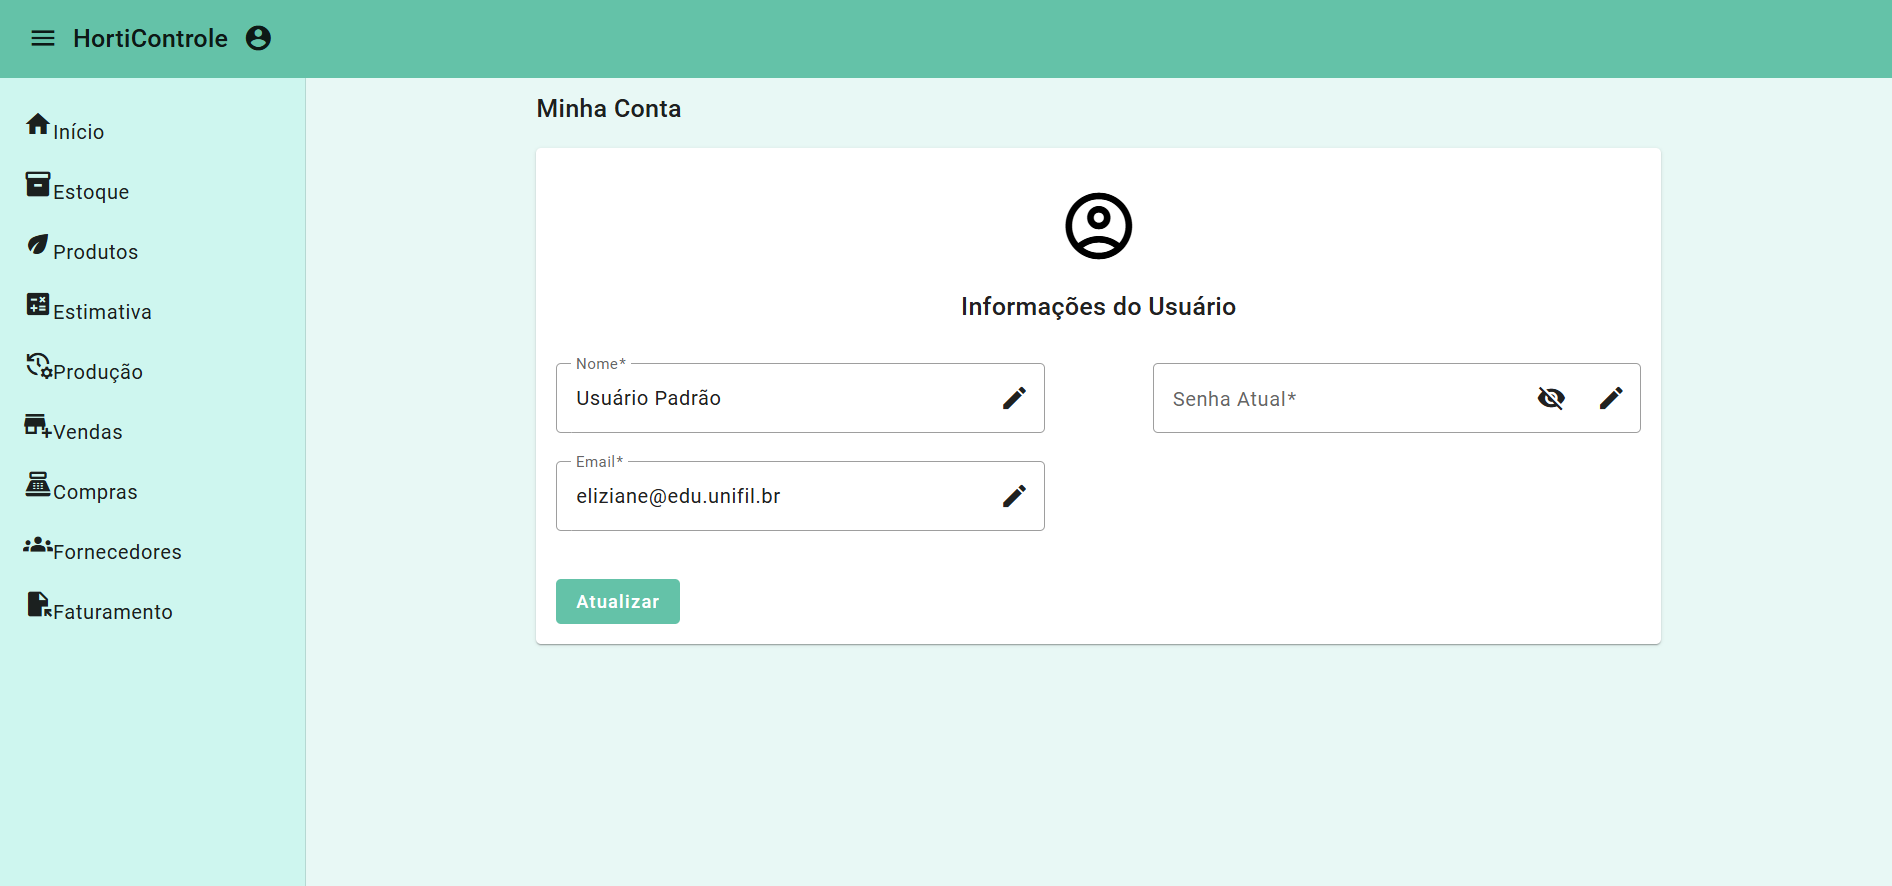 HortiControle
Início
Estoque
Produtos
Estimativa
Produção
Vendas
Compras
Fornecedores
Faturamento
Minha Conta
Informações do Usuário
Nome*
Usuário Padrão
Senha Atual*
Email*
eliziane@edu.unifil.br
Atualizar